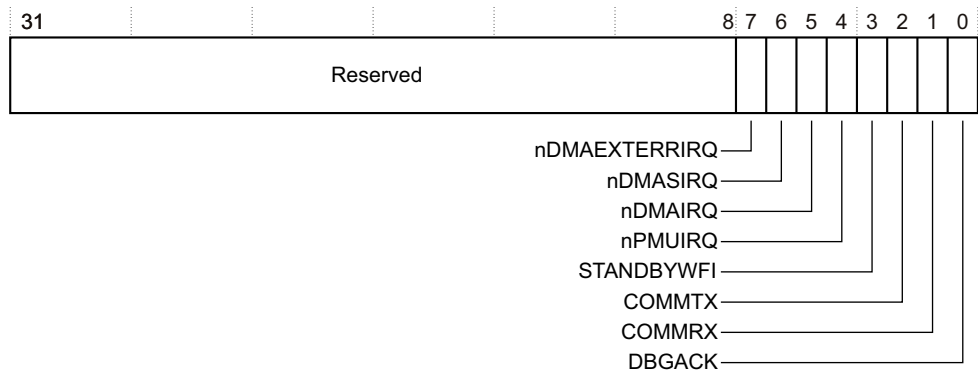 31 8 7 6 5 4 3 2 1 0
Reserved
nDMAEXTERRIRQ
nDMASIRQ
nDMAIRQ
nPMUIRQ
STANDBYWFI
COMMTX
COMMRX
DBGACK